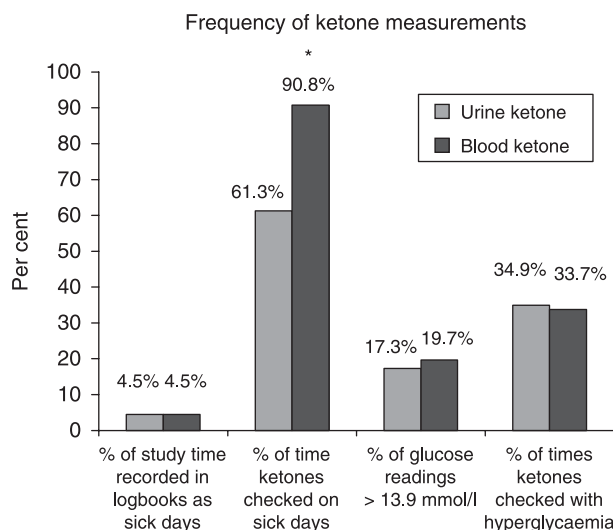 Frequency of ketone measurements
*
100
90
80
70
60
50
40
30
20
10
0
Per cent
4.5% 4.5%
61.3%
90.8%
17.3%
19.7%
34.9%
33.7%
Urine ketone
Blood ketone
% of study time
recorded in
logbooks as
sick days
% of time
ketones
checked on
sick days
% of glucose
readings
> 13.9 mmol/l
% of times
ketones
checked with
hyperglycaemia